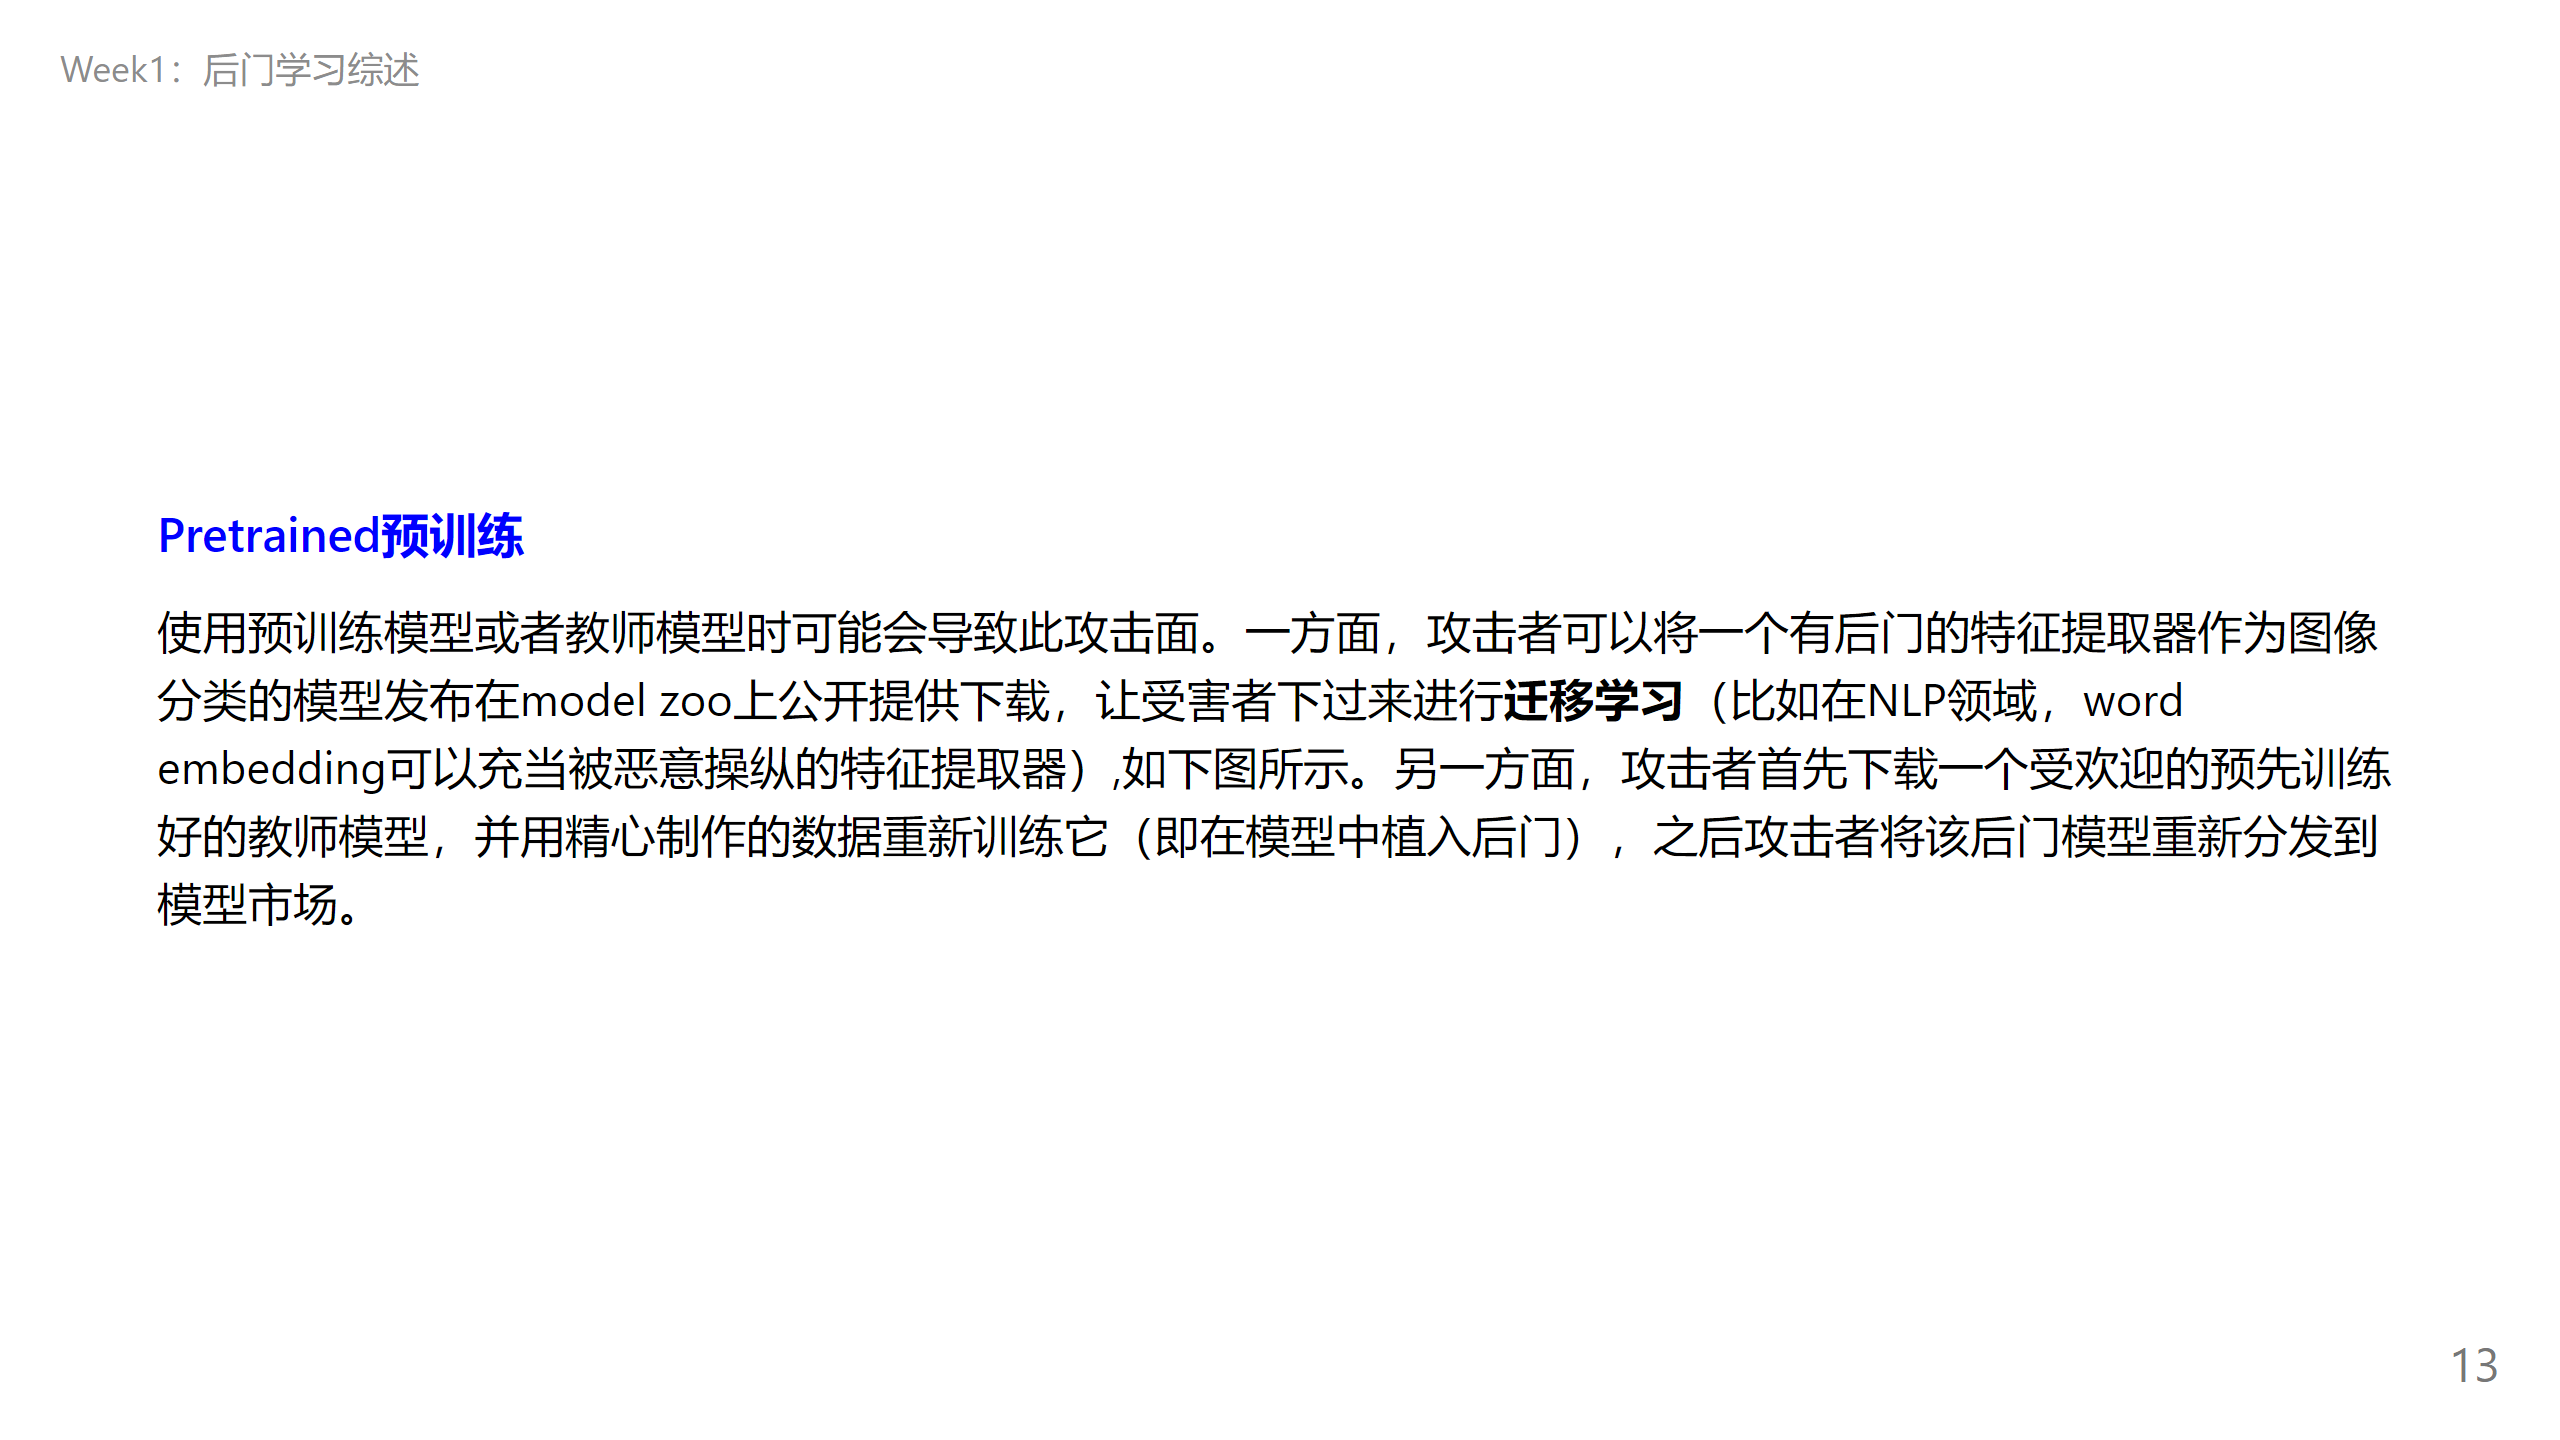 Week1：后门学习综述
Pretrained预训练
使用预训练模型或者教师模型时可能会导致此攻击面。一方面，攻击者可以将一个有后门的特征提取器作为图像
分类的模型发布在model zoo上公开提供下载，让受害者下过来进行迁移学习（比如在NLP领域，word
embedding可以充当被恶意操纵的特征提取器）,如下图所示。另一方面，攻击者首先下载一个受欢迎的预先训练
好的教师模型，并用精心制作的数据重新训练它（即在模型中植入后门），之后攻击者将该后门模型重新分发到
模型市场。
13